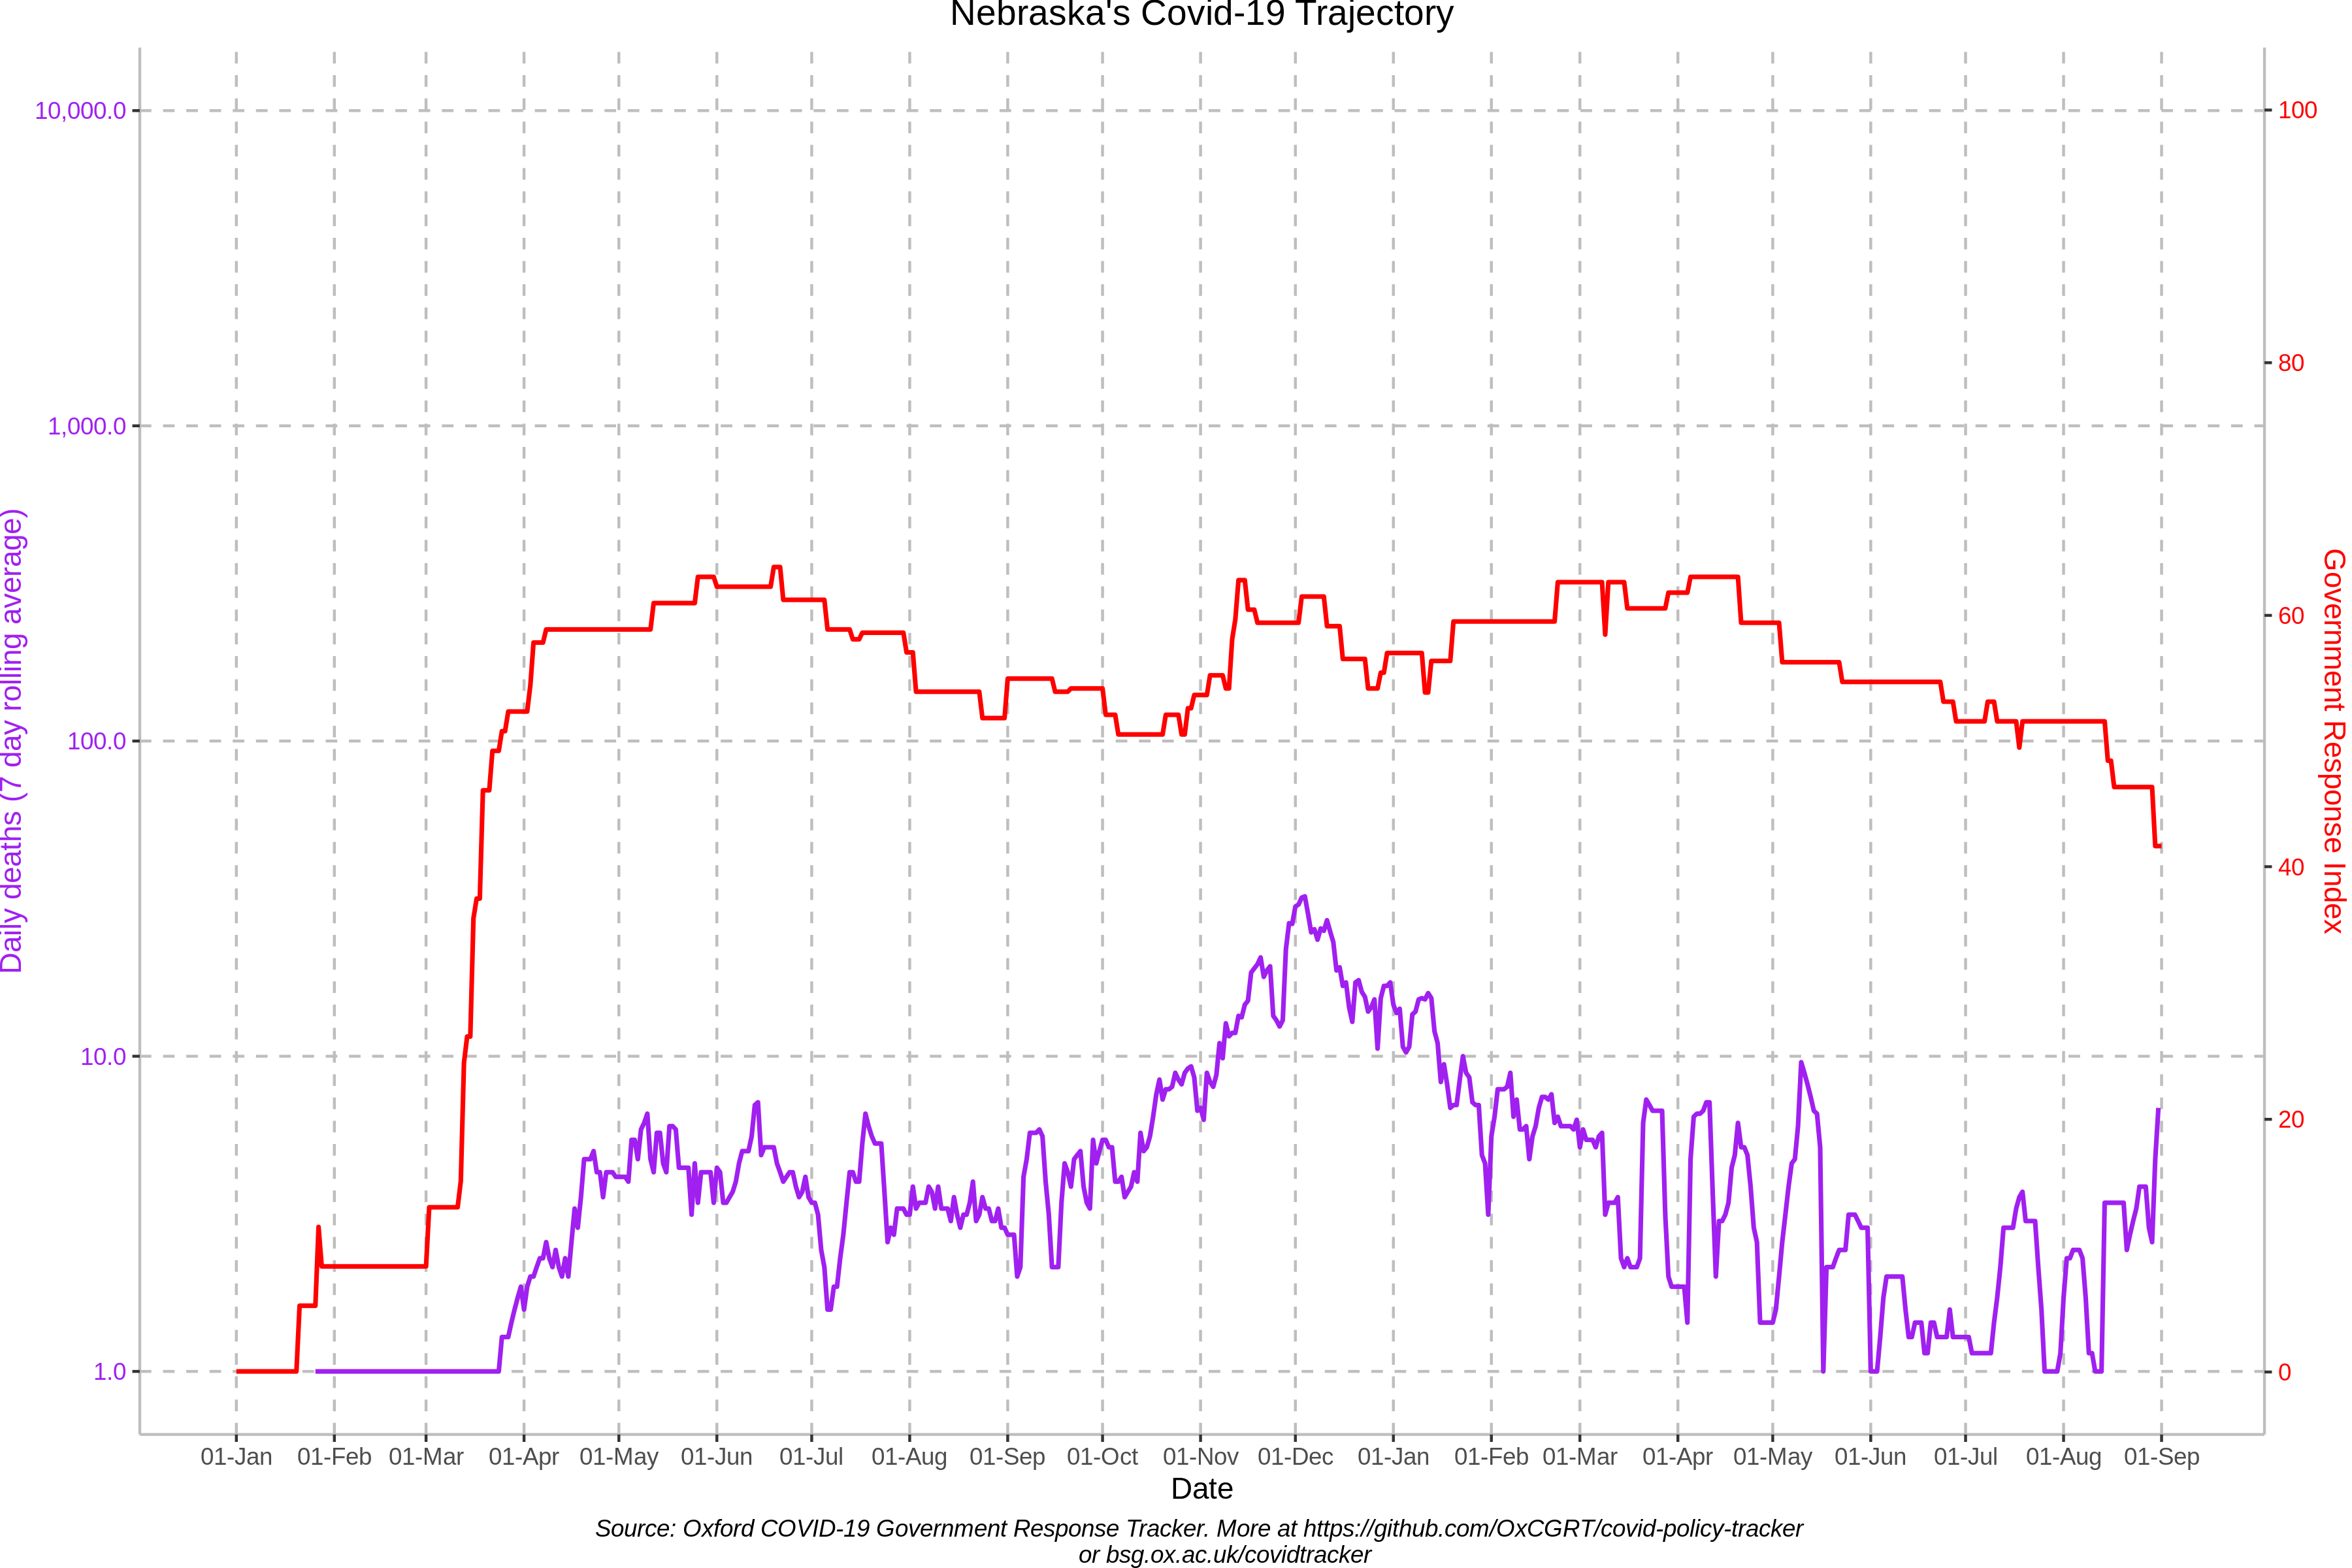 Nebraska's Covid-19 Trajectory
10,000.0
1,000.0
100.0
10.0
1.0
Daily deaths (7 day rolling average)
100
80
60
40
20
0
Government Response Index
01-Jan 01-Feb 01-Mar 01-Apr 01-May 01-Jun 01-Jul 01-Aug 01-Sep 01-Oct 01-Nov 01-Dec 01-Jan 01-Feb 01-Mar 01-Apr 01-May 01-Jun 01-Jul 01-Aug 01-Sep
Date
Source: Oxford COVID-19 Government Response Tracker. More at https://github.com/OxCGRT/covid-policy-tracker
or bsg.ox.ac.uk/covidtracker